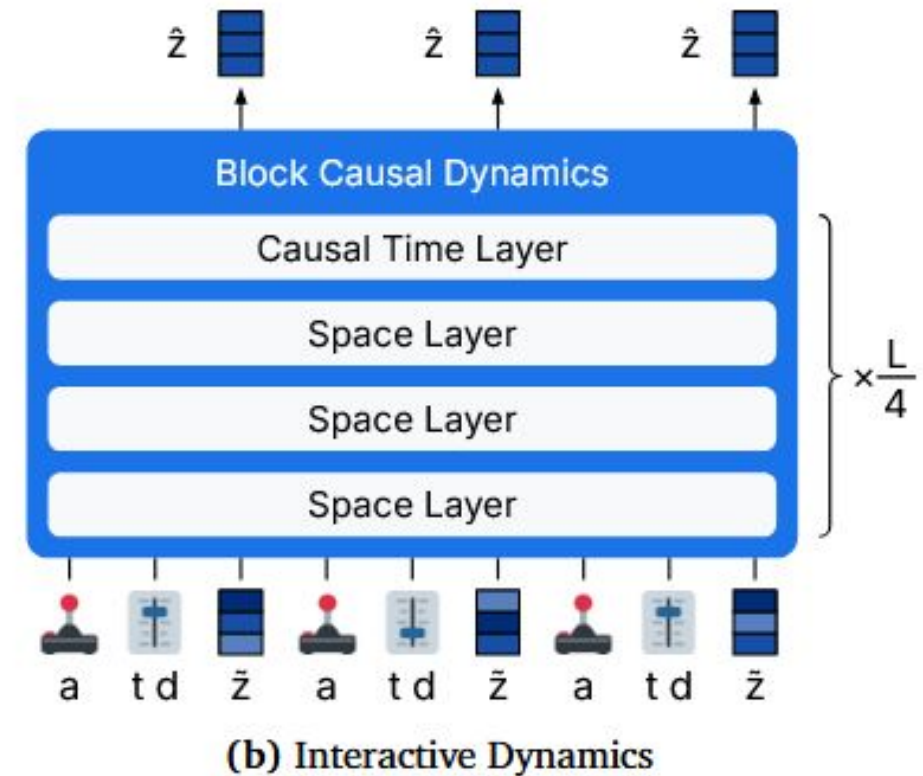 ẑ ẑ ẑ
Block Causal Dynamics
Causal Time Layer
Space Layer
Space Layer
Space Layer
× L/4
a t d z̃ a t d z̃ a t d z̃
(b) Interactive Dynamics